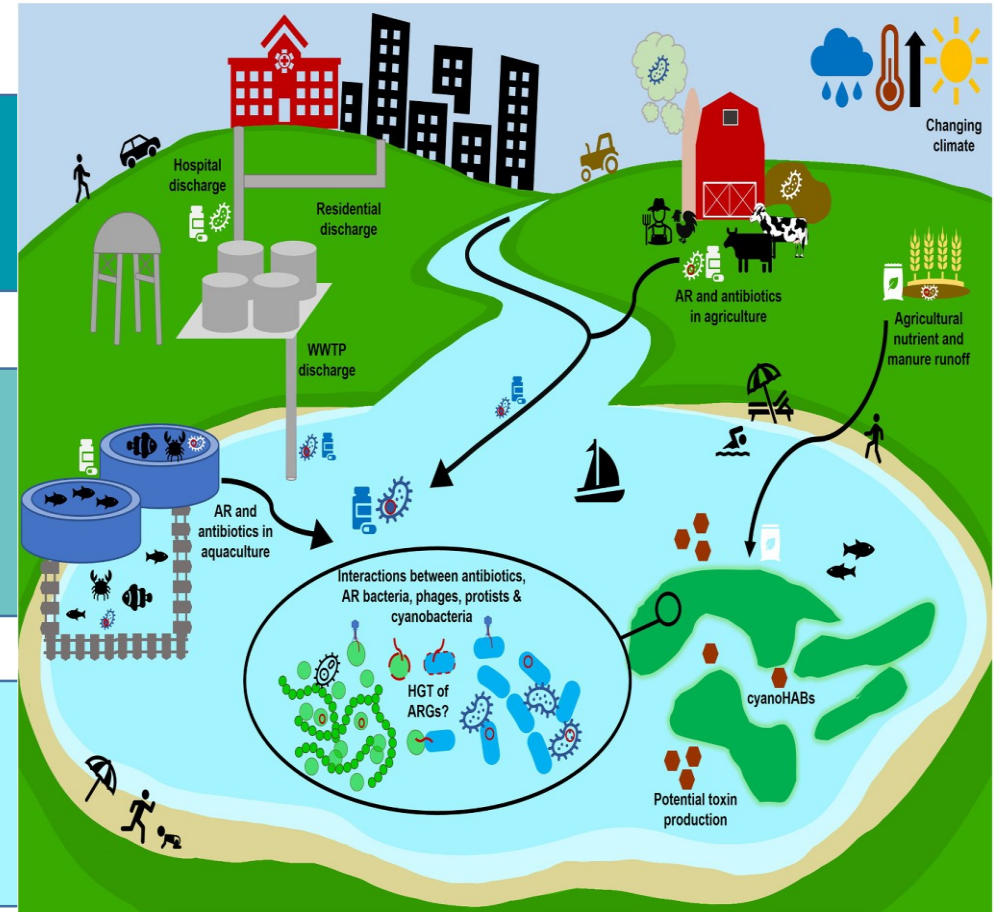 Changing
climate
Hospital
discharge
Residential
discharge
AR and antibiotics
in agriculture
Agricultural
nutrient and
manure runoff
WWTP
discharge
AR and
antibiotics in
aquaculture
Interactions between antibiotics,
AR bacteria, phages, protists &
cyanobacteria
HGT of
ARGs?
cyanoHABs
Potential toxin
production